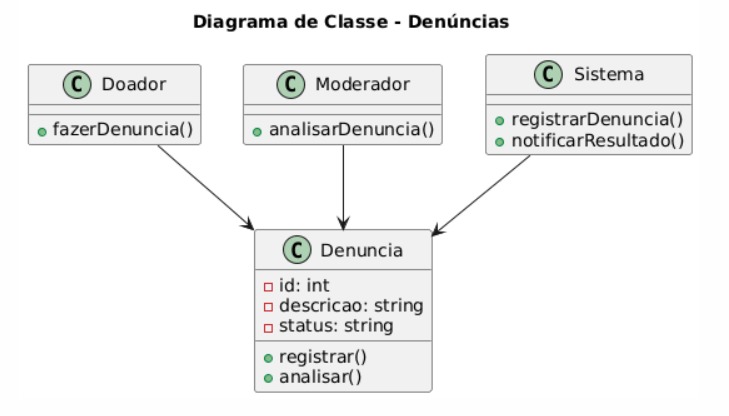 Diagrama de Classe - Denúncias
C Doador
fazerDenuncia()
C Moderador
analisarDenuncia()
C Sistema
registrarDenuncia()
notificarResultado()
C Denuncia
id: int
descricao: string
status: string
registrar()
analisar()